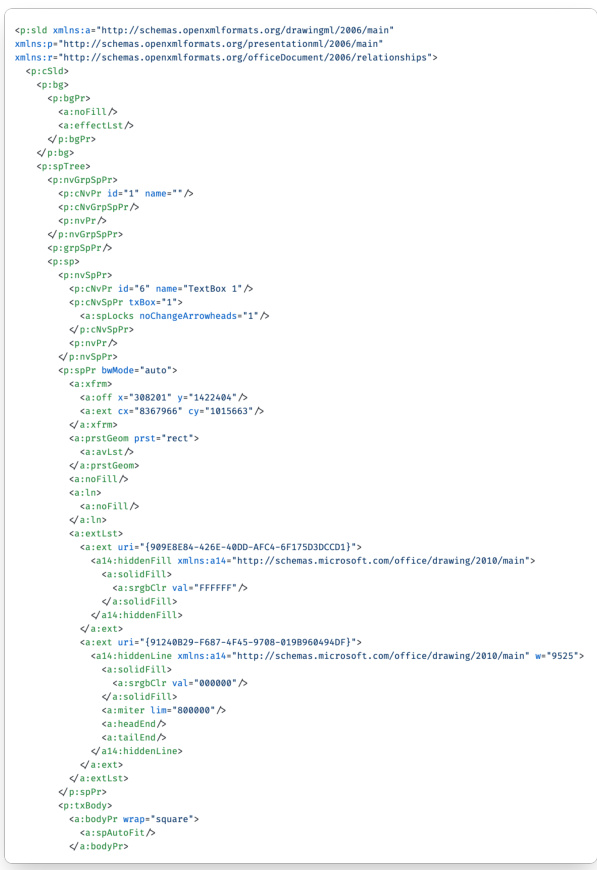 <p:sld xmlns:a="http://schemas.openxmlformats.org/drawingml/2006/main"
xmlns:p="http://schemas.openxmlformats.org/presentationml/2006/main"
xmlns:r="http://schemas.openxmlformats.org/officeDocument/2006/relationships">
  <p:cSld>
    <p:bg>
      <p:bgPr>
        <a:noFill/>
        <a:effectLst/>
      </p:bgPr>
    </p:bg>
    <p:spTree>
      <p:nvGrpSpPr>
        <p:cNvPr id="1" name=""/>
        <p:cNvGrpSpPr/>
        <p:nvPr/>
      </p:nvGrpSpPr>
      <p:grpSpPr/>
      <p:sp>
        <p:nvSpPr>
          <p:cNvPr id="6" name="TextBox 1"/>
          <p:cNvSpPr txBox="1">
            <a:spLocks noChangeArrowheads="1"/>
          </p:cNvSpPr>
          <p:nvPr/>
        </p:nvSpPr>
        <p:spPr bwMode="auto">
          <a:xfrm>
            <a:off x="308201" y="1422404"/>
            <a:ext cx="8367966" cy="1015663"/>
          </a:xfrm>
          <a:prstGeom prst="rect">
            <a:avLst/>
          </a:prstGeom>
          <a:noFill/>
          <a:ln>
            <a:noFill/>
          </a:ln>
          <a:extLst>
            <a:ext uri="{909E8E84-426E-40DD-AFC4-6F175D3DCCD1}">
              <a14:hiddenFill xmlns:a14="http://schemas.microsoft.com/office/drawing/2010/main">
                <a:solidFill>
                  <a:srgbClr val="FFFFFF"/>
                </a:solidFill>
              </a14:hiddenFill>
            </a:ext>
            <a:ext uri="{91240B29-F687-4F45-9708-019B960494DF}">
              <a14:hiddenLine xmlns:a14="http://schemas.microsoft.com/office/drawing/2010/main" w="9525">
                <a:solidFill>
                  <a:srgbClr val="000000"/>
                </a:solidFill>
                <a:miter lim="800000"/>
                <a:headEnd/>
                <a:tailEnd/>
              </a14:hiddenLine>
            </a:ext>
          </a:extLst>
        </p:spPr>
        <p:txBody>
          <a:bodyPr wrap="square">
            <a:spAutoFit/>
          </a:bodyPr>